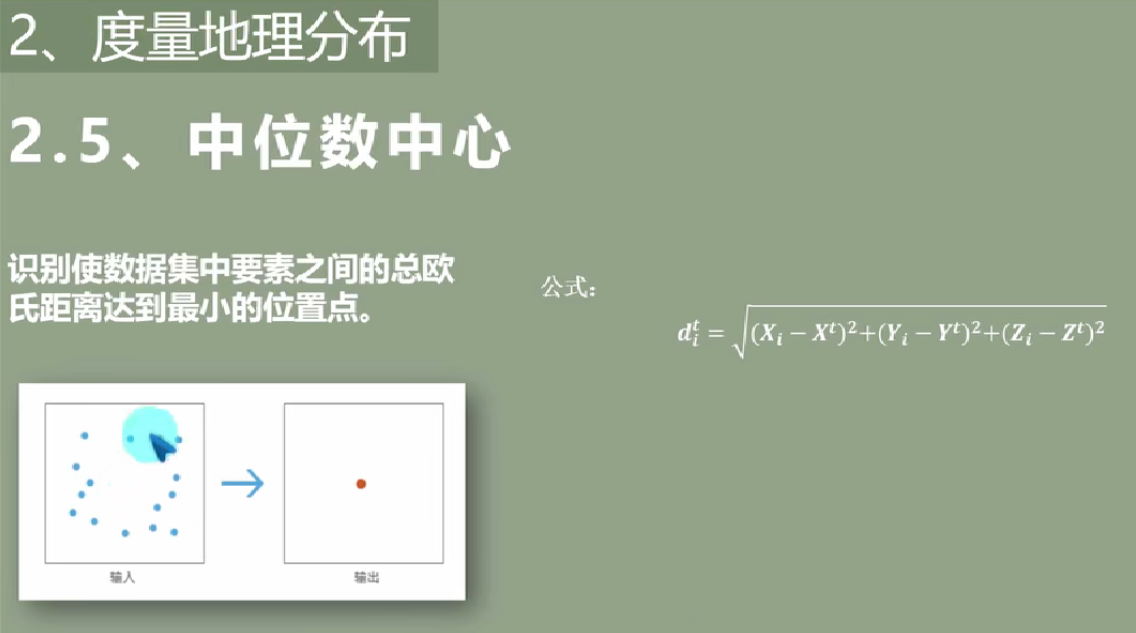 2、度量地理分布
2.5、中位数中心
识别使数据集中要素之间的总欧
氏距离达到最小的位置点。
公式：
$d_i^t = \sqrt{(X_i - X^t)^2+(Y_i - Y^t)^2+(Z_i - Z^t)^2}$
输入
输出